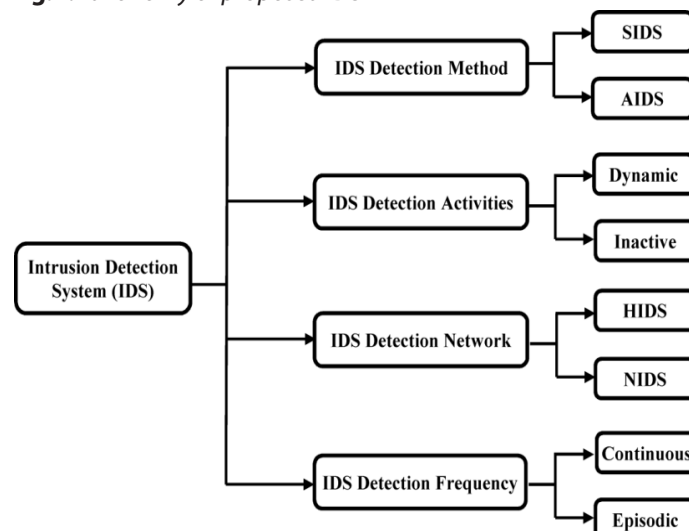 SIDS
IDS Detection Method
AIDS
Dynamic
IDS Detection Activities
Inactive
Intrusion Detection
System (IDS)
HIDS
IDS Detection Network
NIDS
Continuous
IDS Detection Frequency
Episodic